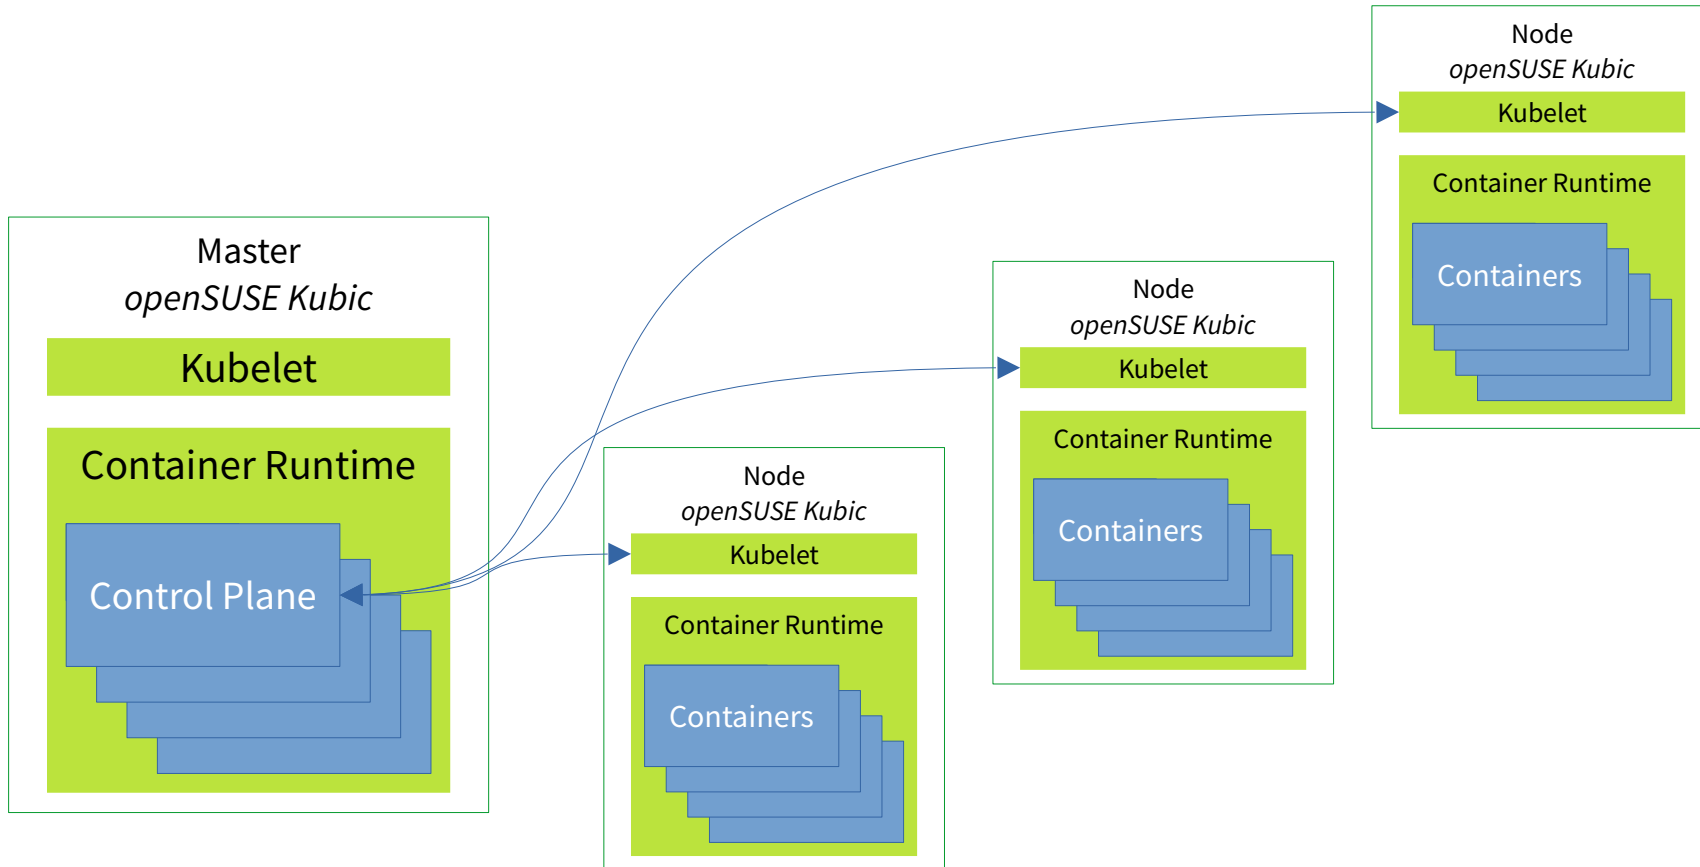 Master
openSUSE Kubic
Kubelet
Container Runtime
Control Plane
Node
openSUSE Kubic
Kubelet
Container Runtime
Containers
Node
openSUSE Kubic
Kubelet
Container Runtime
Containers
Node
openSUSE Kubic
Kubelet
Container Runtime
Containers